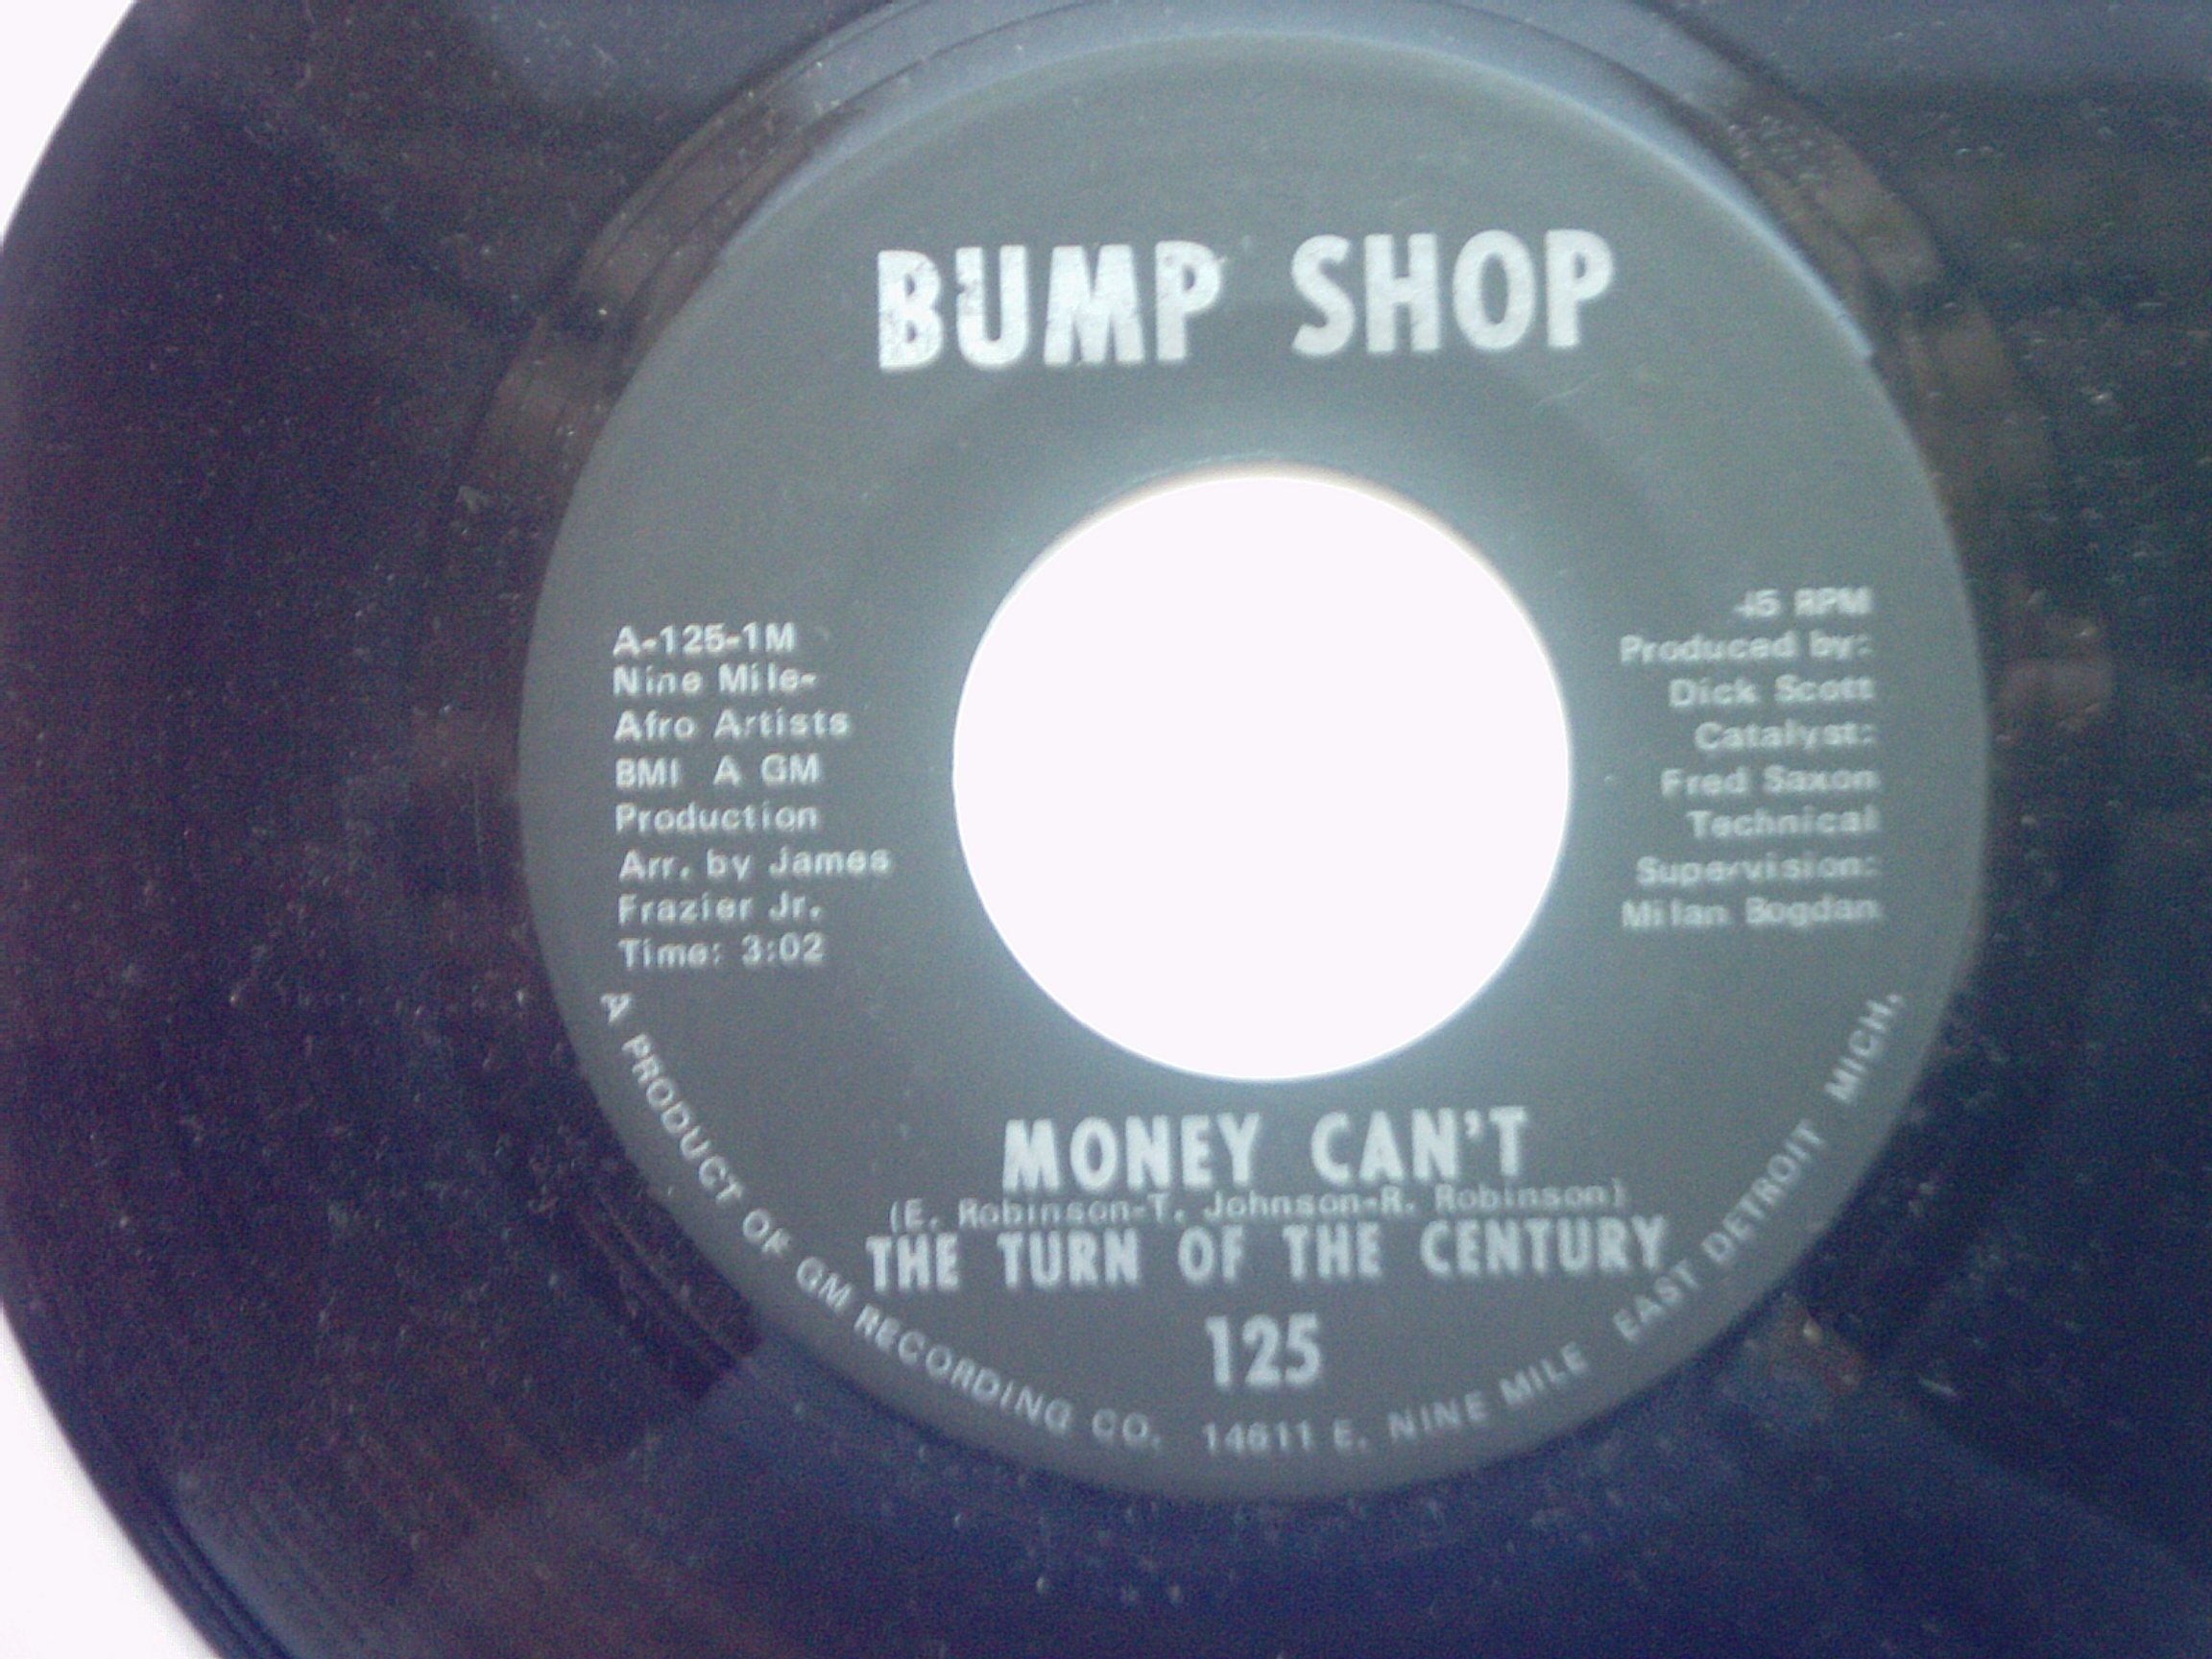 BUMP SHOP
A-125-1M
Nine Mile-
Afro Artists
BMI A GM
Production
Arr. by James
Frazier Jr.
Time: 3:02
45 RPM
Produced by:
Dick Scott
Catalyst:
Fred Saxon
Technical
Supervision:
Milan Bogdan
MONEY CAN'T
(E. Robinson-T. Johnson-R. Robinson)
THE TURN OF THE CENTURY
125
A PRODUCT OF GM RECORDING CO. 14611 E. NINE MILE EAST DETROIT MICH.